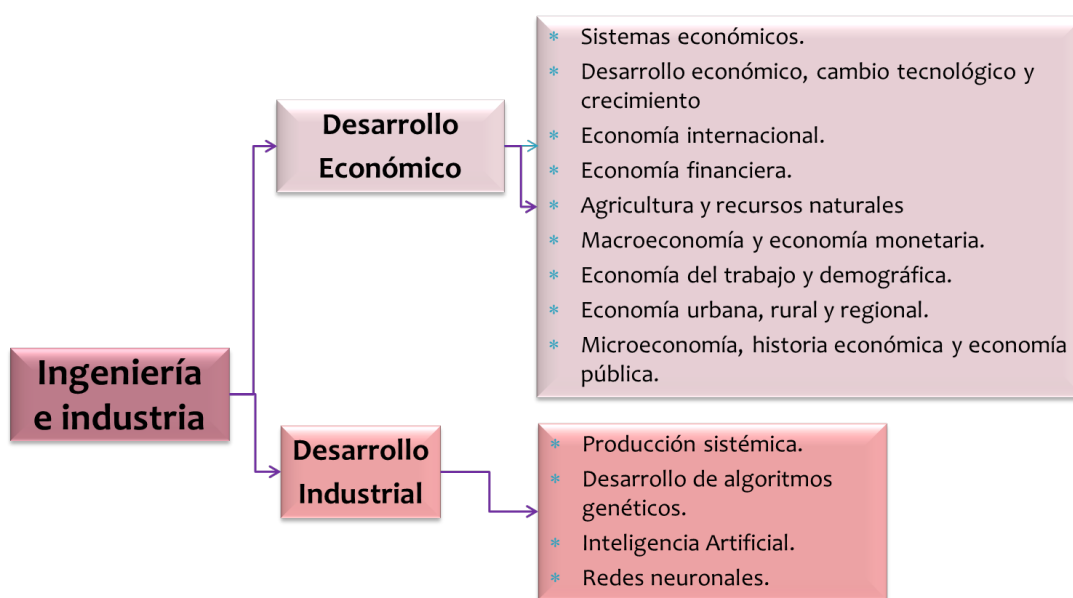 Ingeniería
e industria
Desarrollo
Económico
* Sistemas económicos.
* Desarrollo económico, cambio tecnológico y
crecimiento
* Economía internacional.
* Economía financiera.
* Agricultura y recursos naturales
* Macroeconomía y economía monetaria.
* Economía del trabajo y demográfica.
* Economía urbana, rural y regional.
* Microeconomía, historia económica y economía
pública.
Desarrollo
Industrial
* Producción sistémica.
* Desarrollo de algoritmos
genéticos.
* Inteligencia Artificial.
* Redes neuronales.